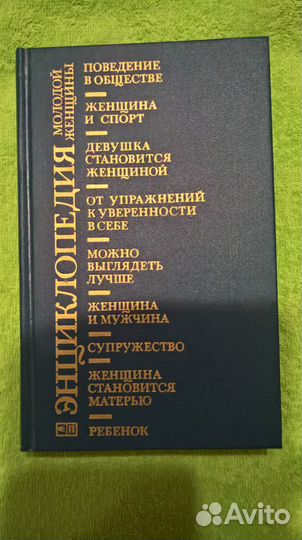 ЭНЦИКЛОПЕДИЯ
МОЛОДОЙ
ЖЕНЩИНЫ
ПОВЕДЕНИЕ
В ОБЩЕСТВЕ
ЖЕНЩИНА
И СПОРТ
ДЕВУШКА
СТАНОВИТСЯ
ЖЕНЩИНОЙ
ОТ УПРАЖНЕНИЙ
К УВЕРЕННОСТИ
В СЕБЕ
МОЖНО
ВЫГЛЯДЕТЬ
ЛУЧШЕ
ЖЕНЩИНА
И МУЖЧИНА
СУПРУЖЕСТВО
ЖЕНЩИНА
СТАНОВИТСЯ
МАТЕРЬЮ
РЕБЕНОК
Avito